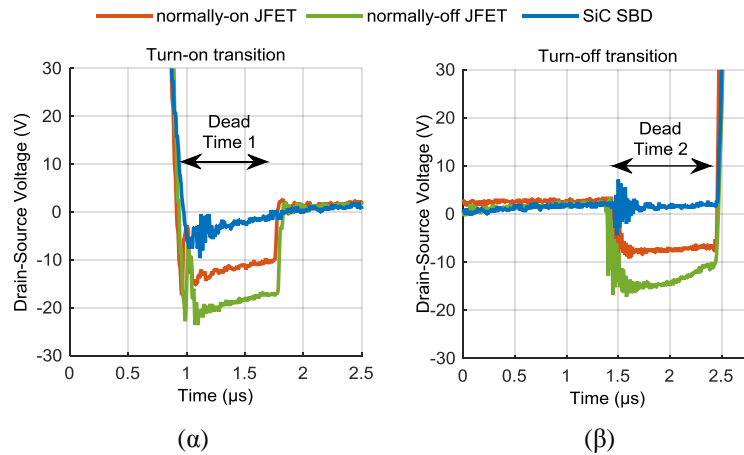 normally-on JFET normally-off JFET SiC SBD
Turn-on transition
Drain-Source Voltage (V)
30
20
10
0
-10
-20
-30
Dead
Time 1
0 0.5 1 1.5 2 2.5
Time (μs)
(α)
Turn-off transition
Drain-Source Voltage (V)
30
20
10
0
-10
-20
-30
Dead
Time 2
0 0.5 1 1.5 2 2.5
Time (μs)
(β)